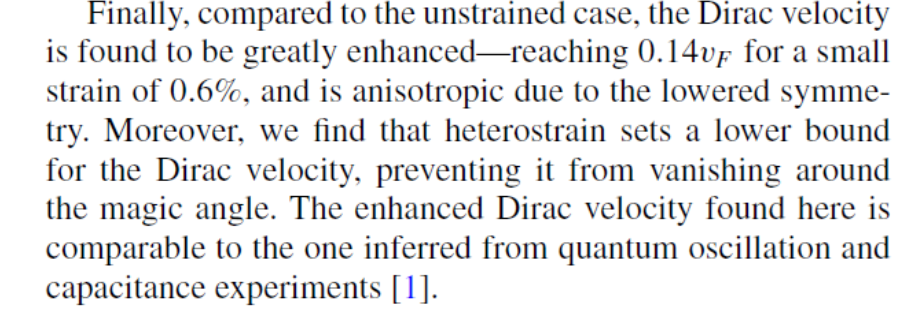 Finally, compared to the unstrained case, the Dirac velocity
is found to be greatly enhanced—reaching 0.14vF for a small
strain of 0.6%, and is anisotropic due to the lowered symme-
try. Moreover, we find that heterostrain sets a lower bound
for the Dirac velocity, preventing it from vanishing around
the magic angle. The enhanced Dirac velocity found here is
comparable to the one inferred from quantum oscillation and
capacitance experiments [1].